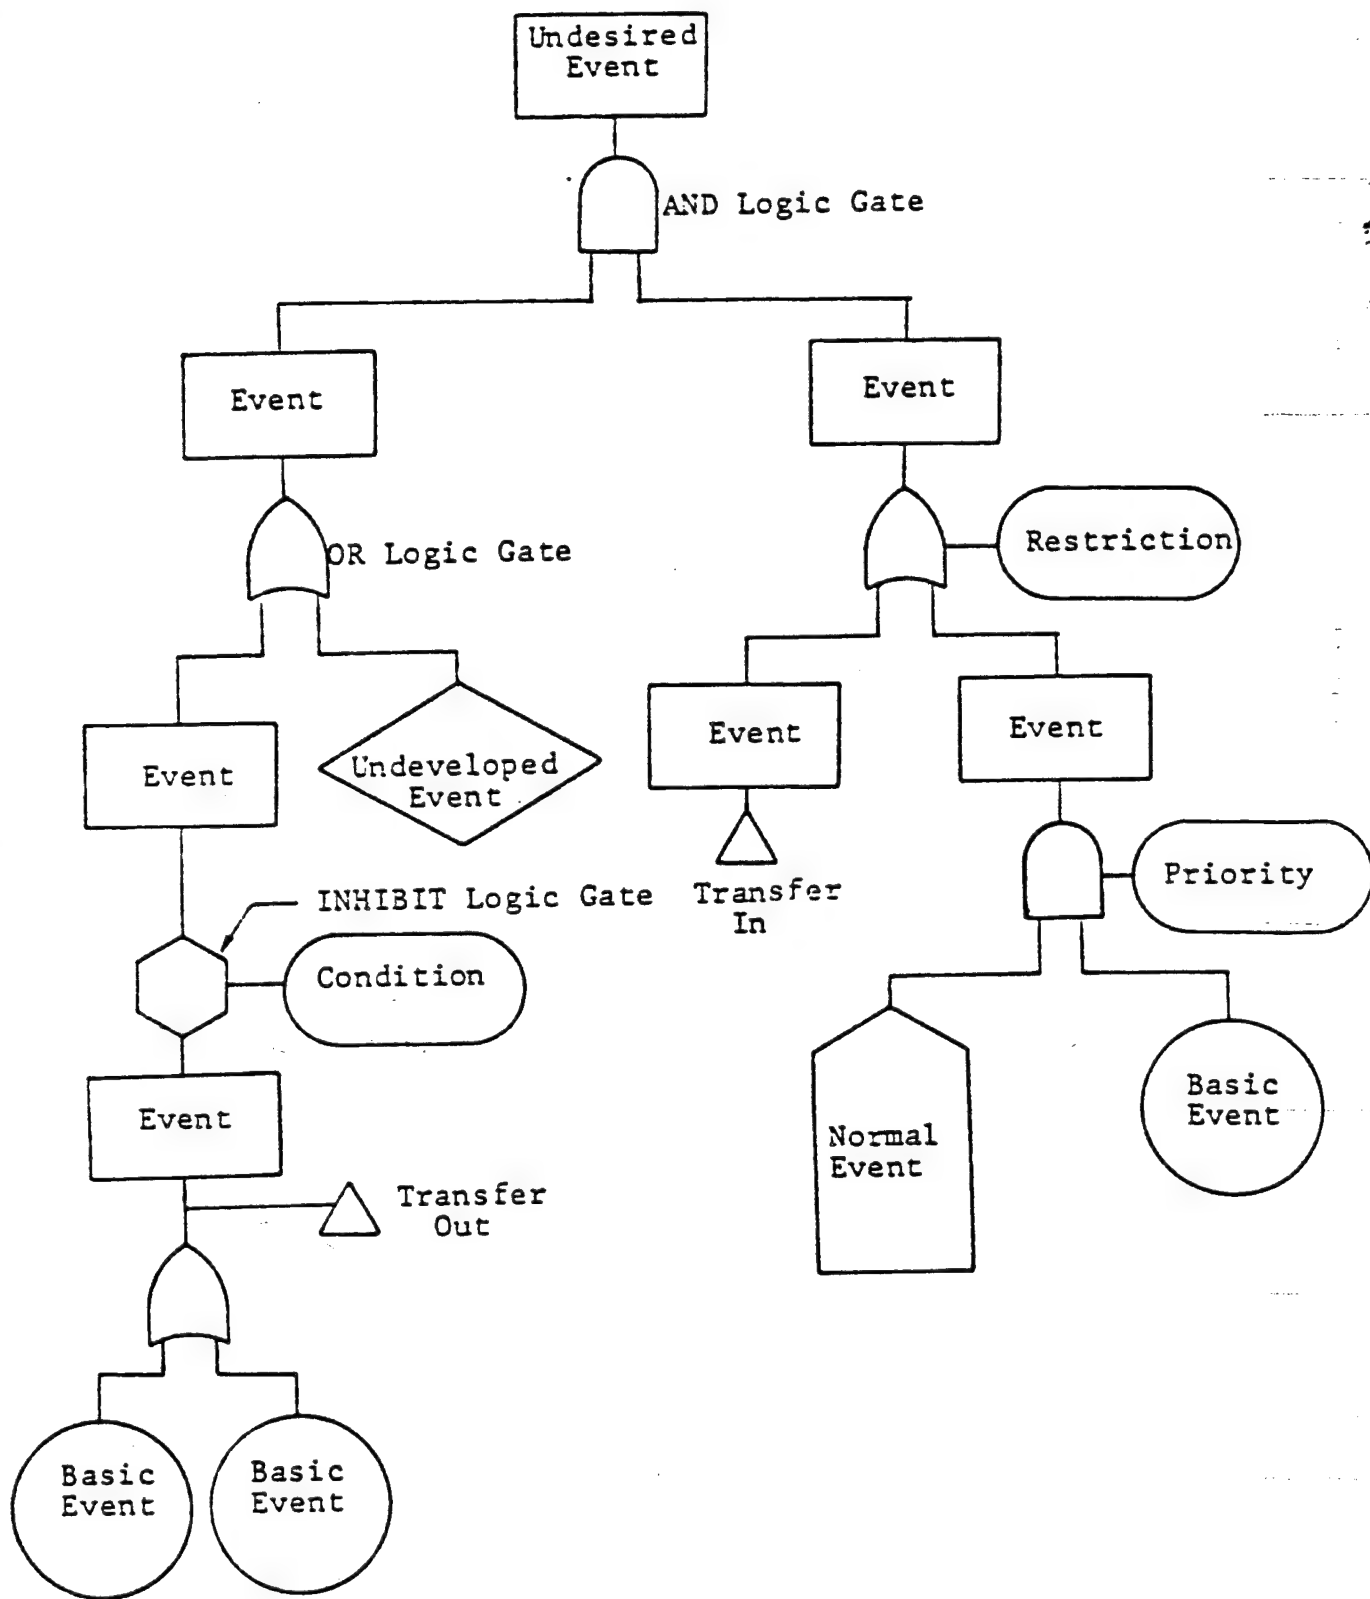 Undesired
Event
AND Logic Gate
Event
Event
OR Logic Gate
Restriction
Event
Undeveloped
Event
Event
Event
INHIBIT Logic Gate
Transfer
In
Priority
Condition
Event
Normal
Event
Basic
Event
Transfer
Out
Basic
Event
Basic
Event